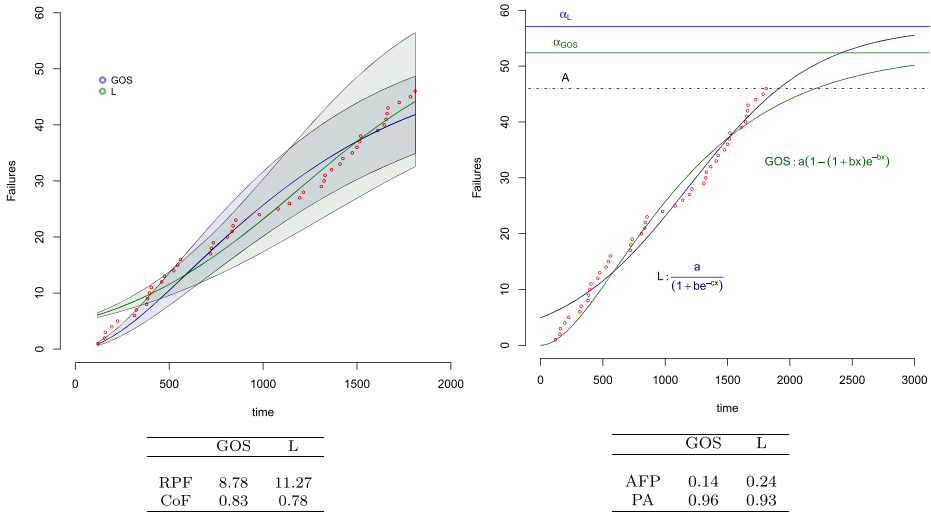 60
50
40
30
20
10
0
Failures
GOS
L
0 500 1000 1500 2000
time
GOS L
RPF 8.78 11.27
CoF 0.83 0.78
60
50
40
30
20
10
0
Failures
α_L
α_GOS
A
GOS : a(1−(1+bx)e^−bx)
L : a/(1+be^−cx)
0 500 1000 1500 2000 2500 3000
time
GOS L
AFP 0.14 0.24
PA 0.96 0.93